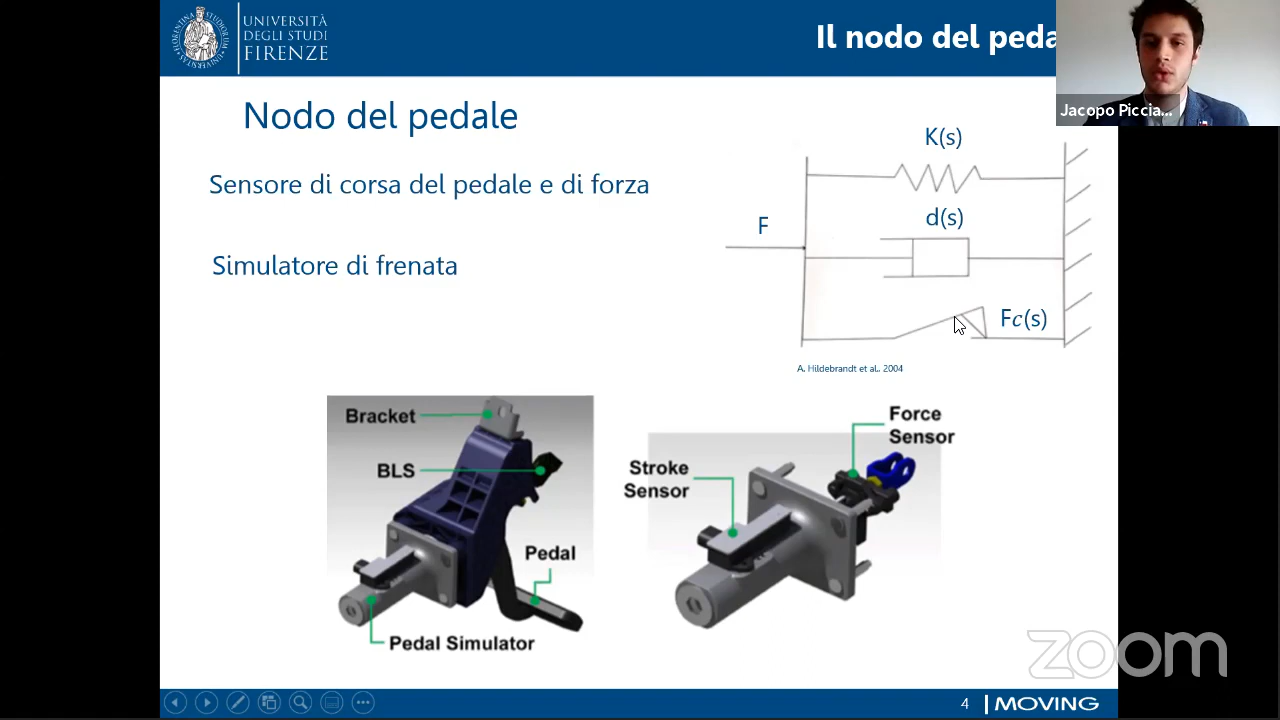 UNIVERSITÀ
DEGLI STUDI
FIRENZE
Il nodo del peda
Jacopo Piccia...
Nodo del pedale
Sensore di corsa del pedale e di forza
Simulatore di frenata
K(s)
F
d(s)
Fc(s)
A. Hildebrandt et al.. 2004
Bracket
BLS
Pedal
Pedal Simulator
Force
Sensor
Stroke
Sensor
zoom
4 | MOVING